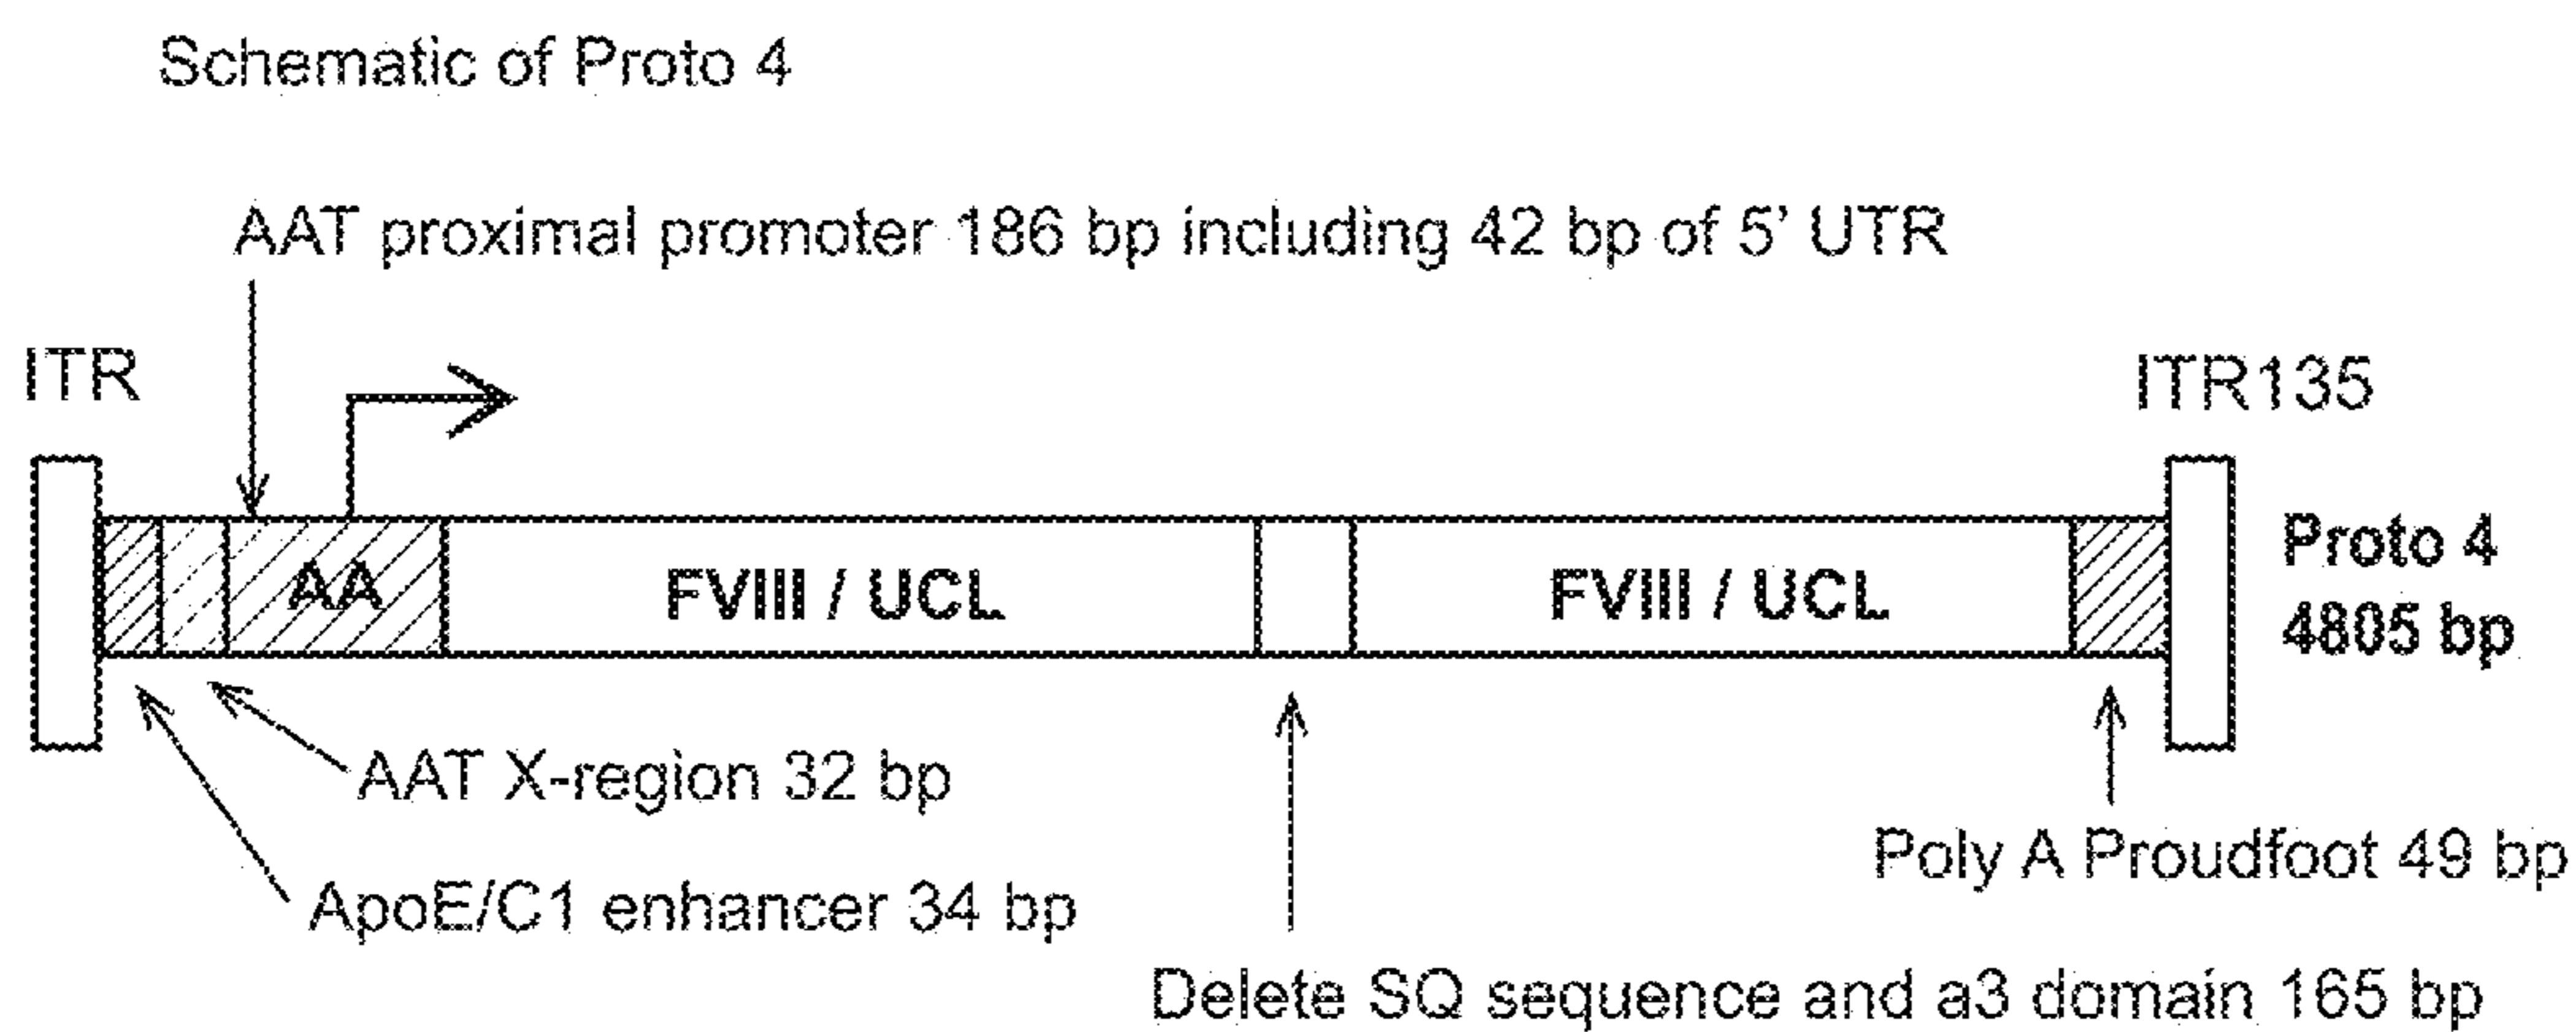 Schematic of Proto 4
AAT proximal promoter 186 bp including 42 bp of 5' UTR
ITR
ITR135
AA
FVIII / UCL
FVIII / UCL
Proto 4
4805 bp
AAT X-region 32 bp
ApoE/C1 enhancer 34 bp
Poly A Proudfoot 49 bp
Delete SQ sequence and a3 domain 165 bp